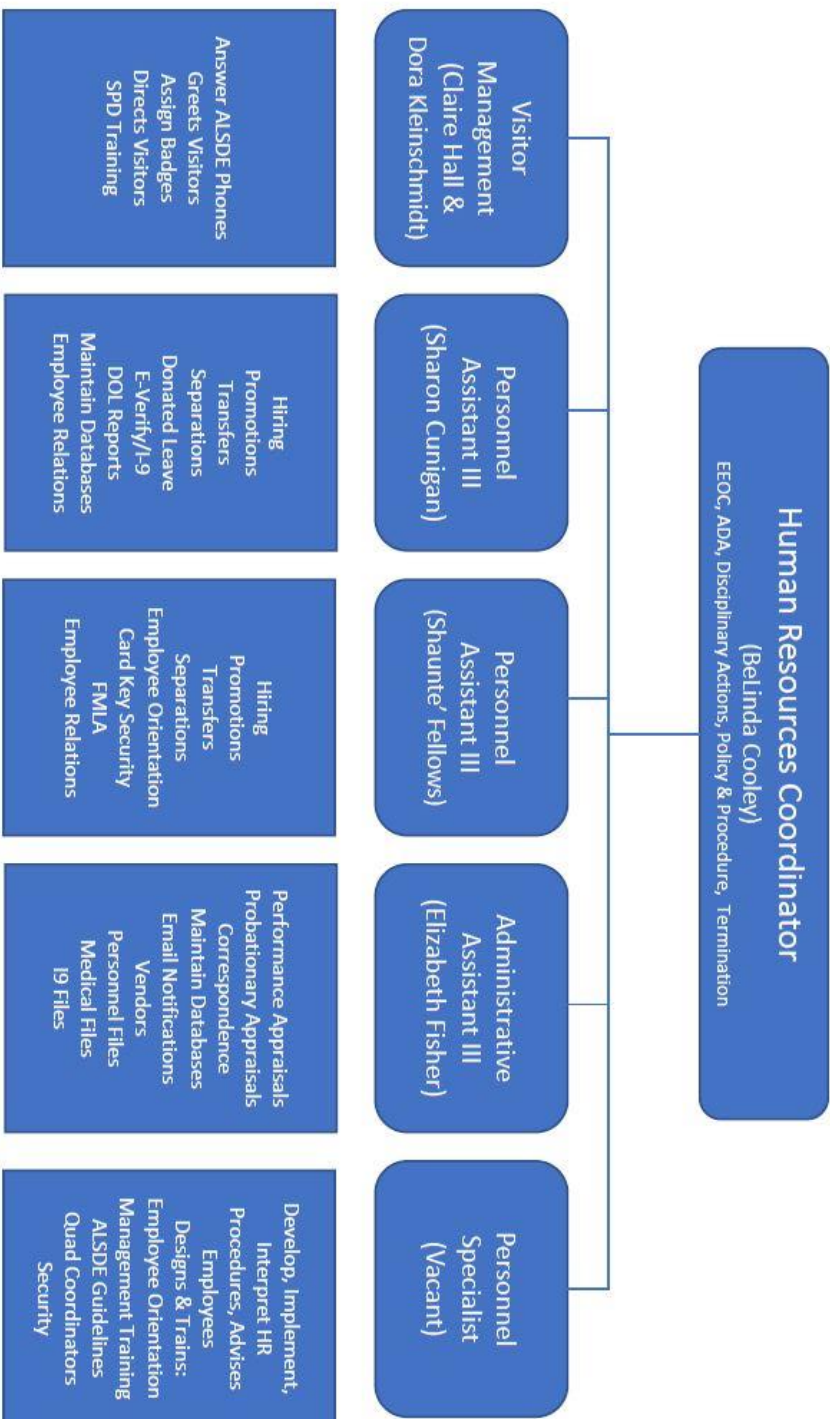 Human Resources Coordinator
(BeLinda Cooley)
EEOC, ADA, Disciplinary Actions, Policy & Procedure, Termination
Visitor
Management
(Claire Hall &
Dora Kleinschmidt)
Personnel
Assistant III
(Sharon Cunigan)
Personnel
Assistant III
(Shaunte’ Fellows)
Administrative
Assistant III
(Elizabeth Fisher)
Personnel
Specialist
(Vacant)
Answer ALSDE Phones
Greets Visitors
Assign Badges
Directs Visitors
SPD Training
Hiring
Promotions
Transfers
Separations
Donated Leave
E-Verify/I-9
DOL Reports
Maintain Databases
Employee Relations
Hiring
Promotions
Transfers
Separations
Employee Orientation
Card Key Security
FMLA
Employee Relations
Performance Appraisals
Probationary Appraisals
Correspondence
Maintain Databases
Email Notifications
Vendors
Personnel Files
Medical Files
I9 Files
Develop, Implement,
Interpret HR
Procedures, Advises
Employees
Designs & Trains:
Employee Orientation
Management Training
ALSDE Guidelines
Quad Coordinators
Security